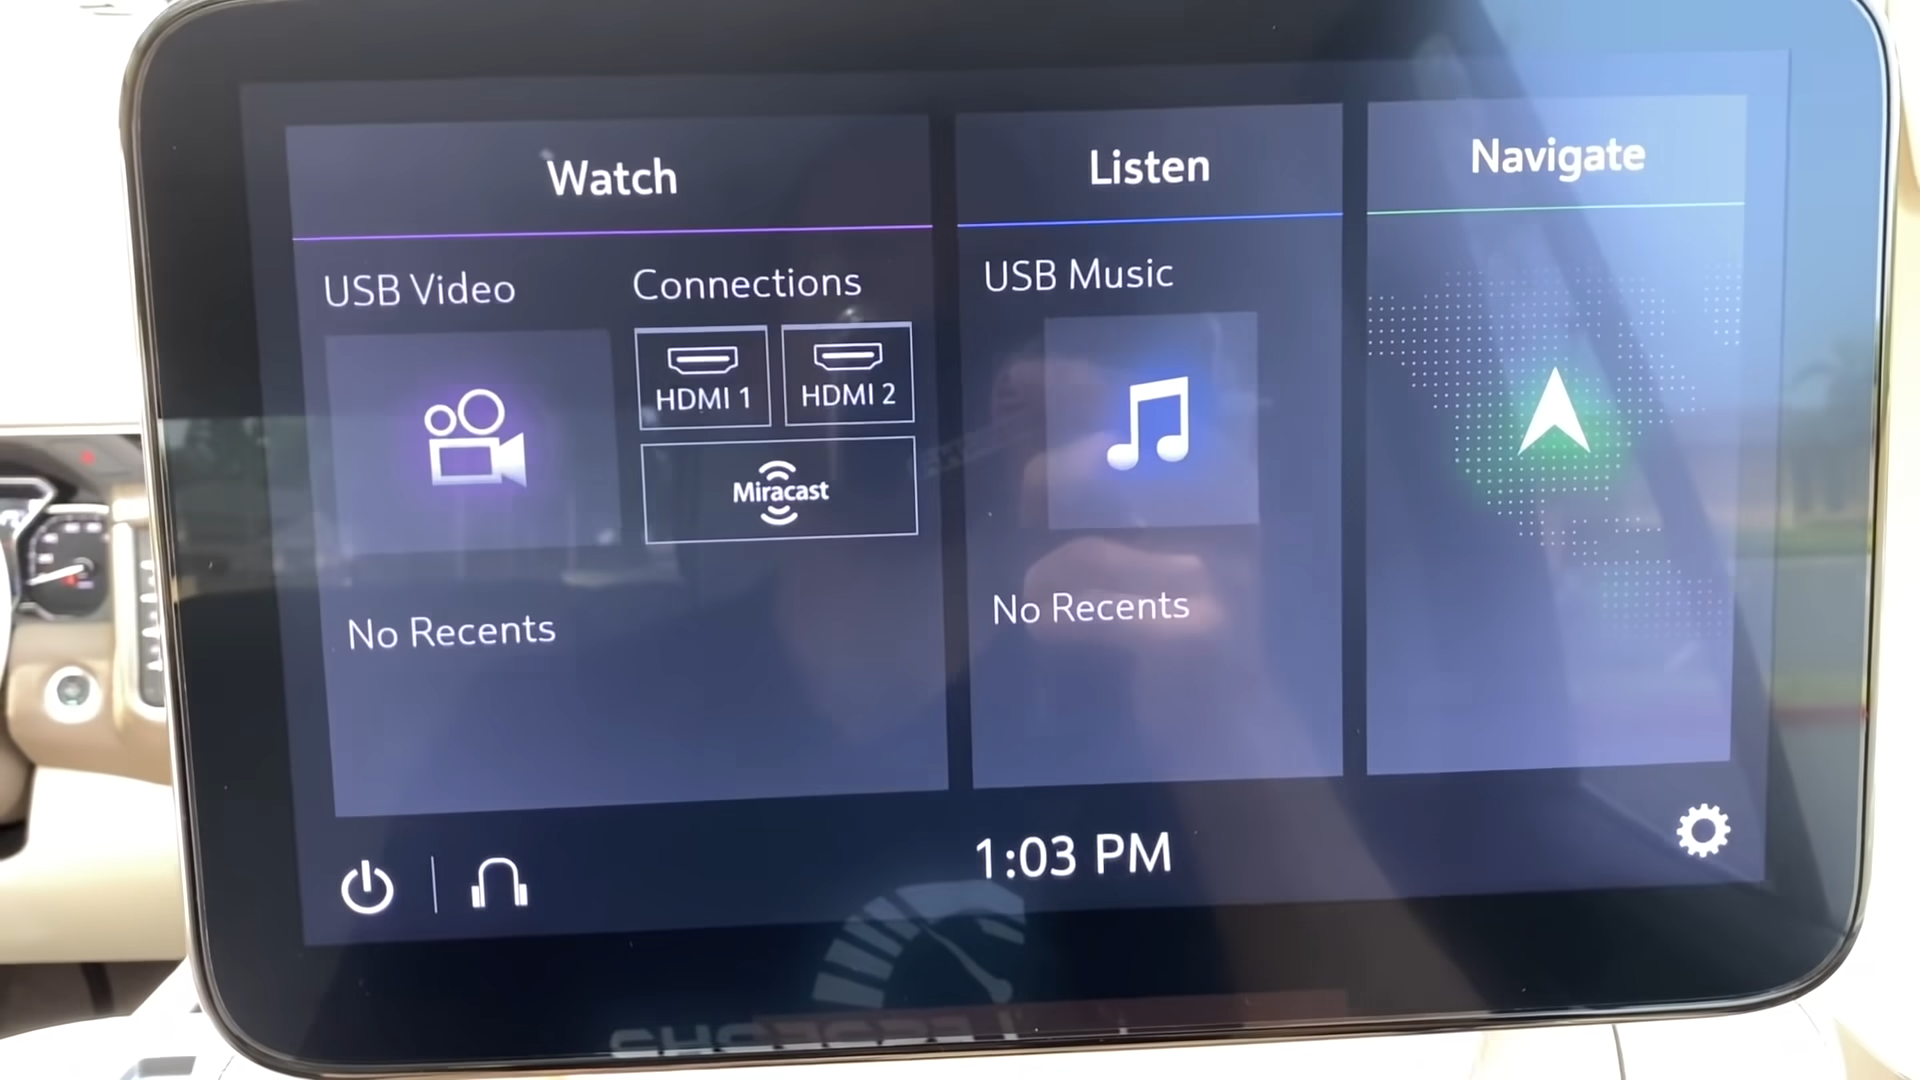 Watch
USB Video
Connections
HDMI 1
HDMI 2
Miracast
No Recents
Listen
USB Music
No Recents
Navigate
1:03 PM